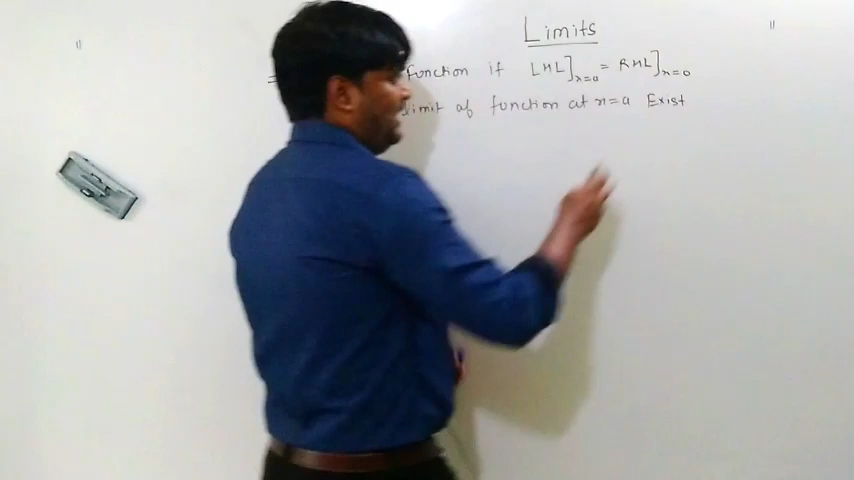 Limits
function if LHL]x=a = RHL]x=a
limit of function at x=a Exist